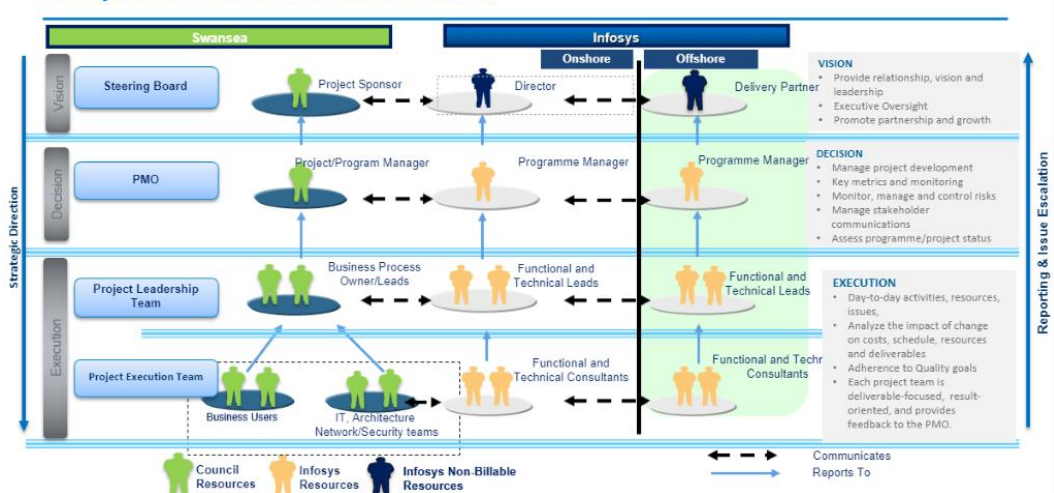 Swansea
Infosys
Onshore
Offshore
Vision
Steering Board
Project Sponsor
Director
Delivery Partner
VISION
• Provide relationship, vision and
leadership
• Executive Oversight
• Promote partnership and growth
Strategic Direction
Decision
PMO
Project/Program Manager
Programme Manager
Programme Manager
DECISION
• Manage project development
• Key metrics and monitoring
• Monitor, manage and control risks
• Manage stakeholder
communications
• Assess programme/project status
Reporting & Issue Escalation
Execution
Project Leadership
Team
Business Process
Owner/Leads
Functional and
Technical Leads
Functional and
Technical Leads
EXECUTION
• Day-to-day activities, resources,
issues,
• Analyze the impact of change
on costs, schedule, resources
and deliverables
• Adherence to Quality goals
• Each project team is
deliverable-focused, result-
oriented, and provides
feedback to the PMO.
Project Execution Team
Business Users
IT, Architecture
Network/Security teams
Functional and
Technical Consultants
Functional and Techr
Consultants
Council
Resources
Infosys
Resources
Infosys Non-Billable
Resources
Communicates
Reports To